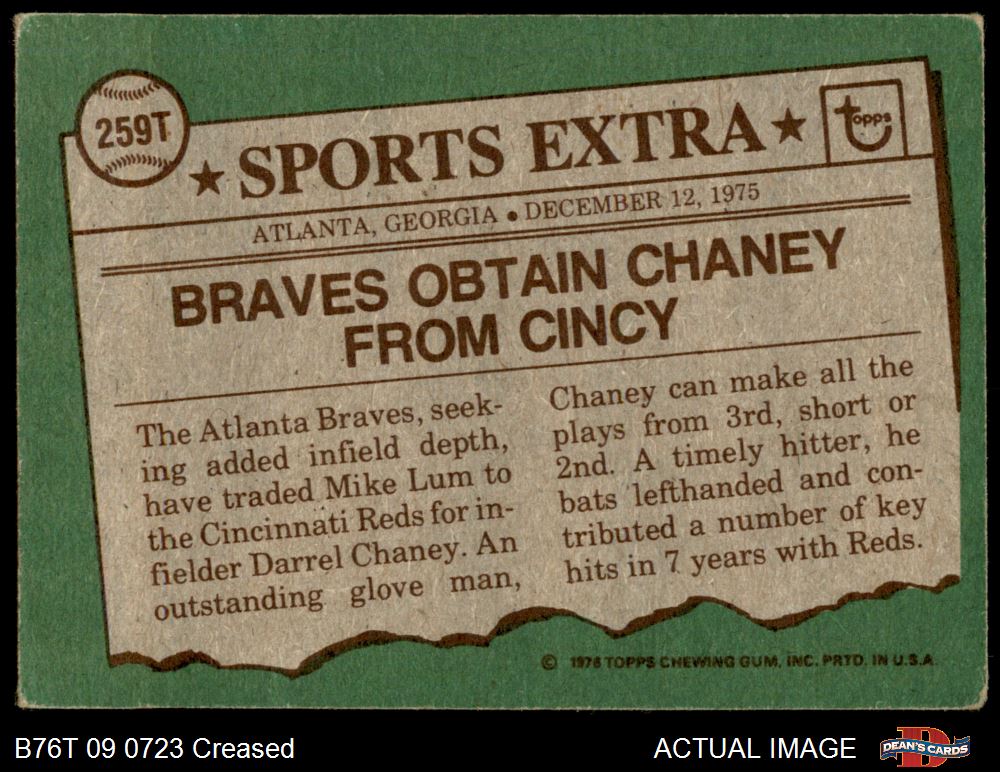 259T
★ SPORTS EXTRA ★
topps
ATLANTA, GEORGIA • DECEMBER 12, 1975
BRAVES OBTAIN CHANEY
FROM CINCY
The Atlanta Braves, seek-
ing added infield depth,
have traded Mike Lum to
the Cincinnati Reds for in-
fielder Darrel Chaney. An
outstanding glove man,
Chaney can make all the
plays from 3rd, short or
2nd. A timely hitter, he
bats lefthanded and con-
tributed a number of key
hits in 7 years with Reds.
© 1976 TOPPS CHEWING GUM, INC. PRTD. IN U.S.A.
B76T 09 0723 Creased
ACTUAL IMAGE
DEAN'S CARDS